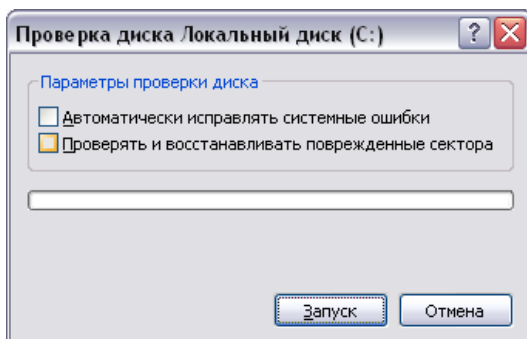 Проверка диска Локальный диск (C:)
Параметры проверки диска
Автоматически исправлять системные ошибки
Проверять и восстанавливать поврежденные сектора
Запуск
Отмена